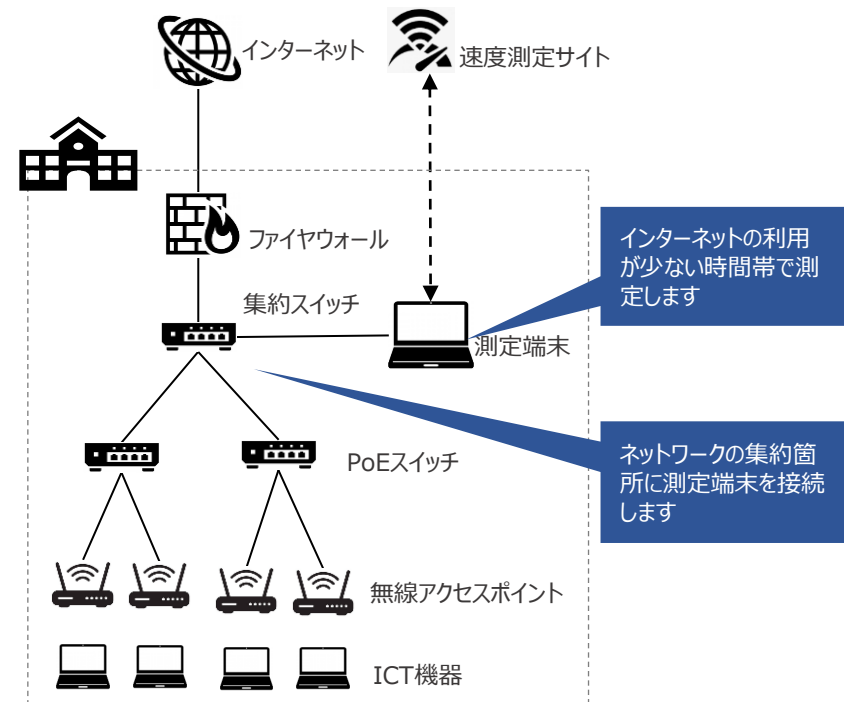 インターネット
速度測定サイト
ファイヤウォール
インターネットの利用
が少ない時間帯で測
定します
集約スイッチ
測定端末
PoEスイッチ
ネットワークの集約箇
所に測定端末を接続
します
無線アクセスポイント
ICT機器